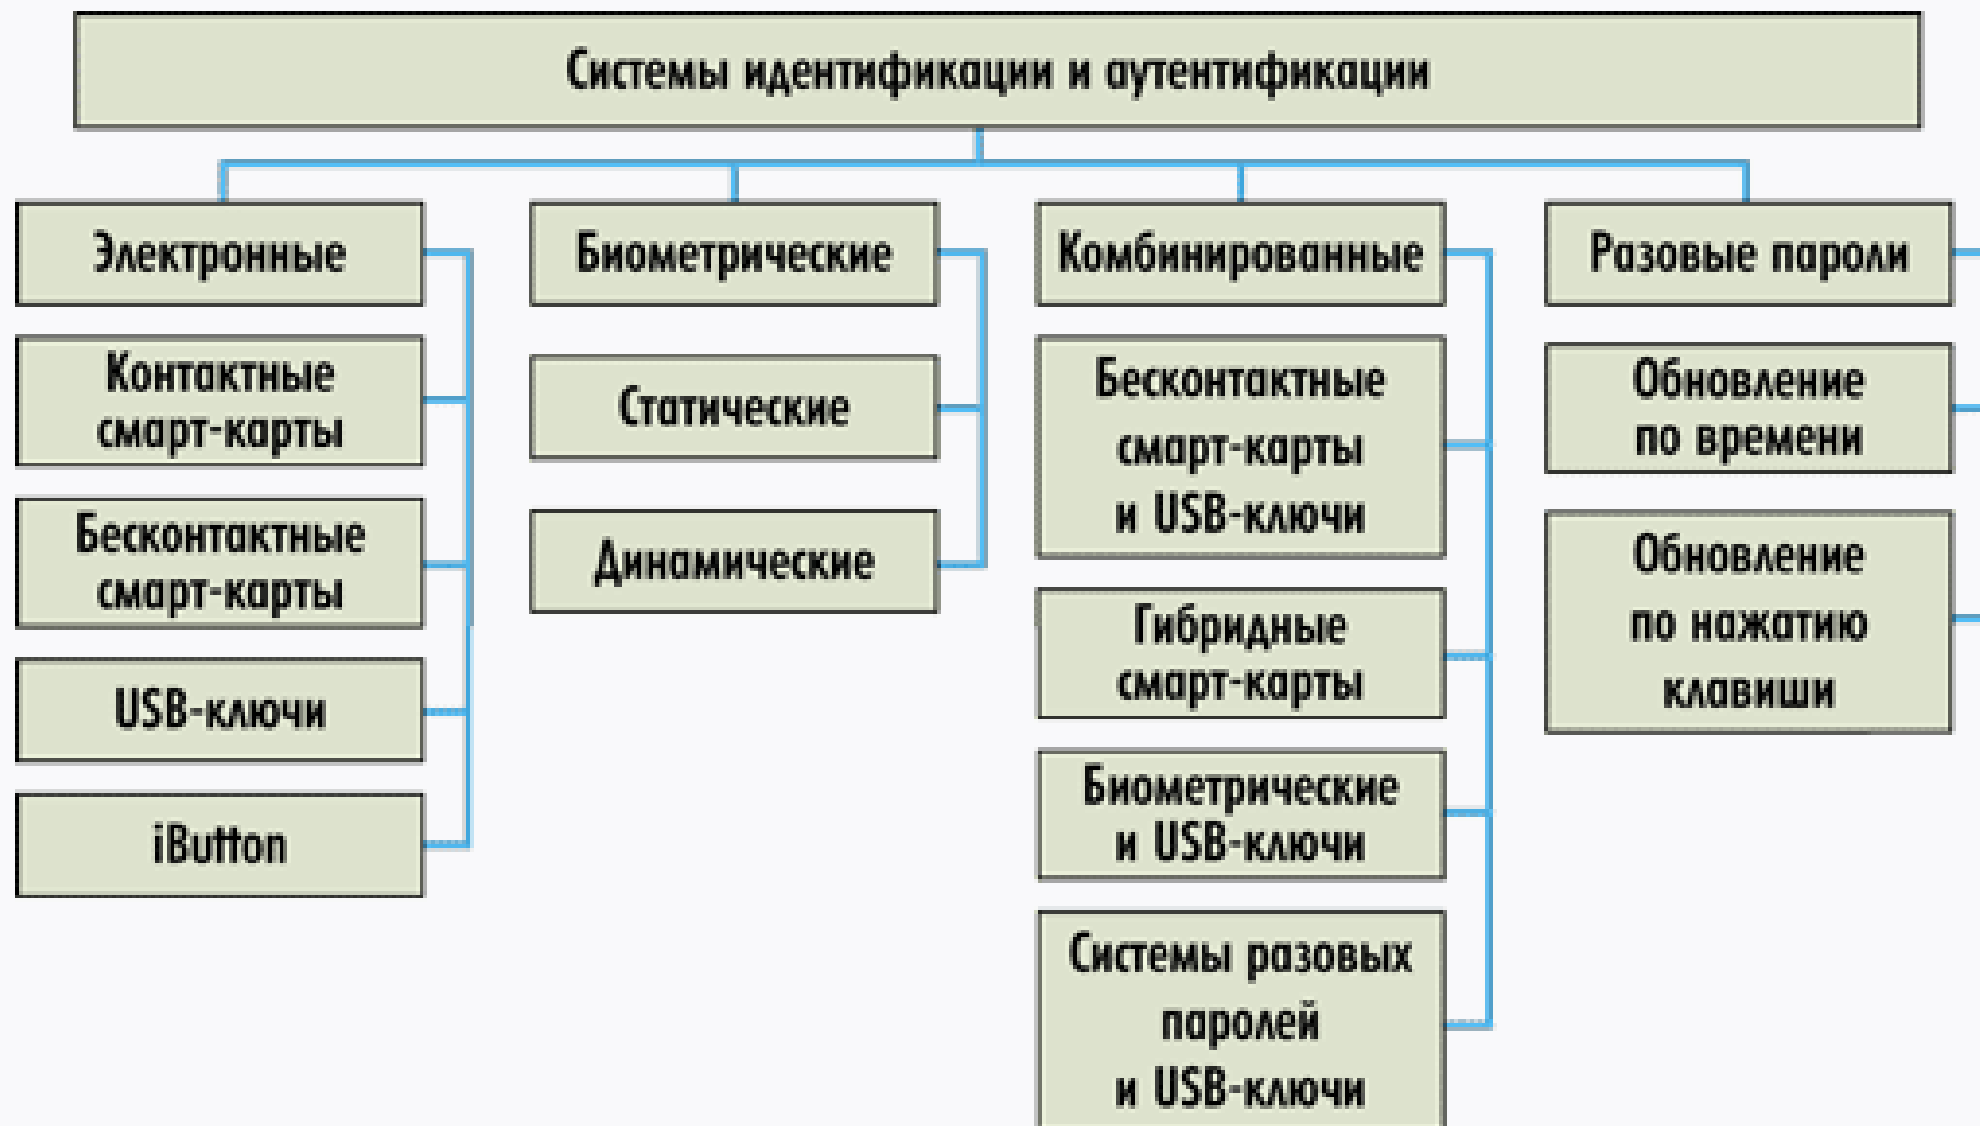 Системы идентификации и аутентификации
Электронные
Контактные
смарт-карты
Бесконтактные
смарт-карты
USB-ключи
iButton
Биометрические
Статические
Динамические
Комбинированные
Бесконтактные
смарт-карты
и USB-ключи
Гибридные
смарт-карты
Биометрические
и USB-ключи
Системы разовых
паролей
и USB-ключи
Разовые пароли
Обновление
по времени
Обновление
по нажатию
клавиши